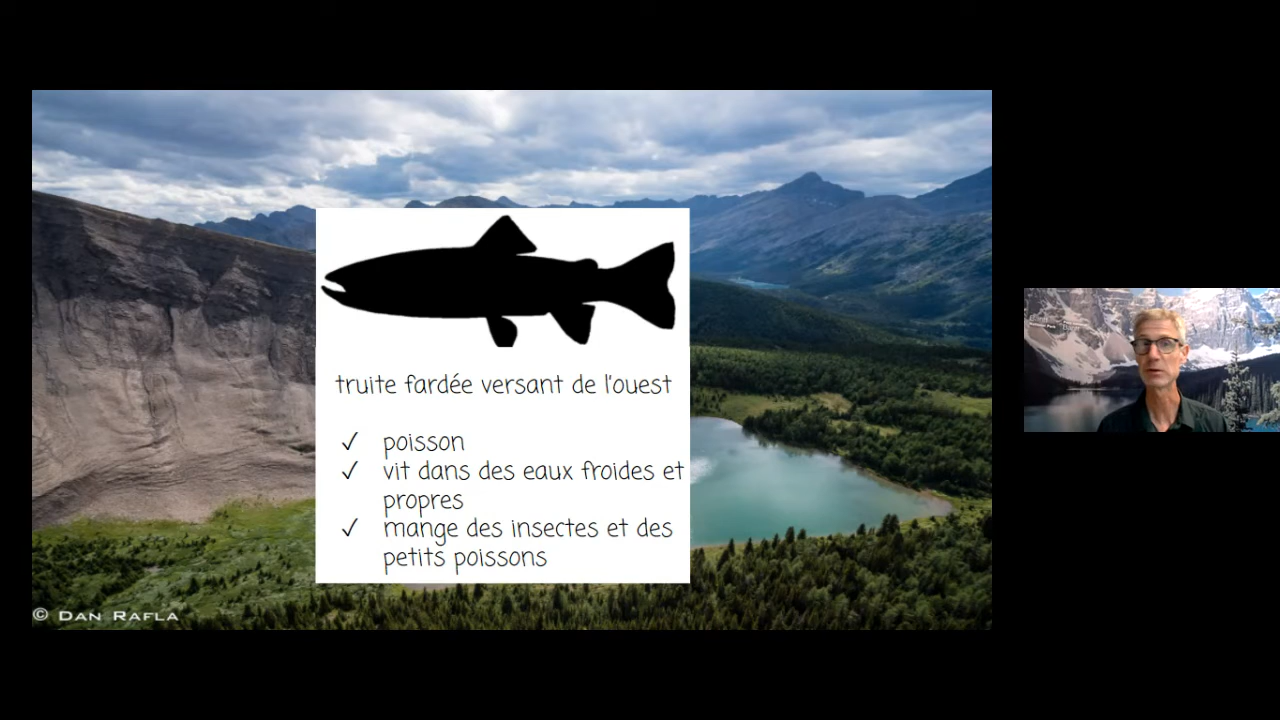 truite fardée versant de l'ouest
✓ poisson
✓ vit dans des eaux froides et
propres
✓ mange des insectes et des
petits poissons
© DAN RAFLA